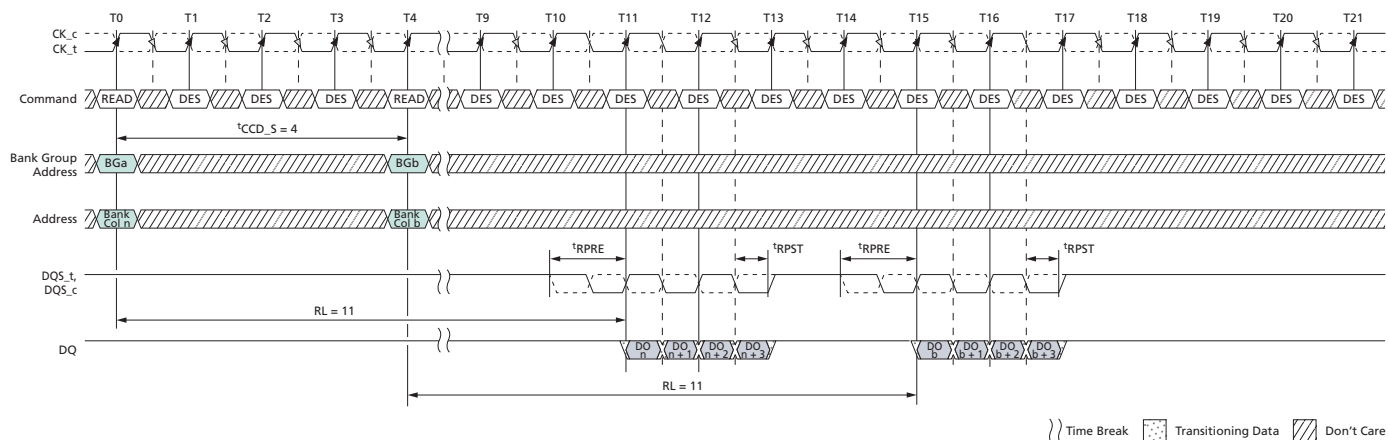 T0 T1 T2 T3 T4 T9 T10 T11 T12 T13 T14 T15 T16 T17 T18 T19 T20 T21
CK_c
CK_t
Command READ DES DES DES READ DES DES DES DES DES DES DES DES DES DES DES DES DES
tCCD_S = 4
Bank Group
Address
BGa BGb
Address
Bank
Col n
Bank
Col b
tRPRE tRPST tRPRE tRPST
DQS_t,
DQS_c
RL = 11
DQ
DO
n
DO
n + 1
DO
n + 2
DO
n + 3
DO
b
DO
b + 1
DO
b + 2
DO
b + 3
RL = 11
Time Break Transitioning Data Don't Care